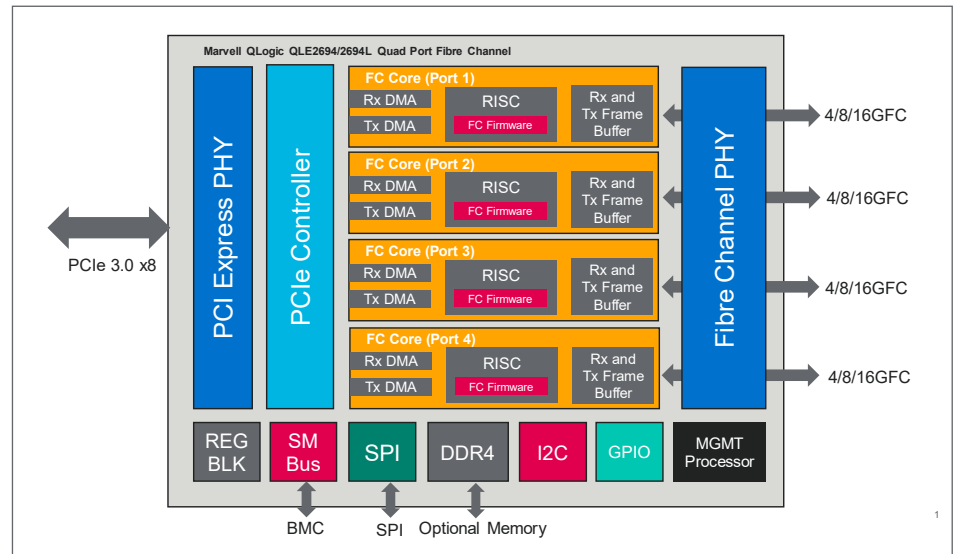 Marvell QLogic QLE2694/2694L Quad Port Fibre Channel
PCI Express PHY
PCIe Controller
FC Core (Port 1)
Rx DMA
Tx DMA
RISC
FC Firmware
Rx and
Tx Frame
Buffer
FC Core (Port 2)
Rx DMA
Tx DMA
RISC
FC Firmware
Rx and
Tx Frame
Buffer
FC Core (Port 3)
Rx DMA
Tx DMA
RISC
FC Firmware
Rx and
Tx Frame
Buffer
FC Core (Port 4)
Rx DMA
Tx DMA
RISC
FC Firmware
Rx and
Tx Frame
Buffer
Fibre Channel PHY
4/8/16GFC
4/8/16GFC
4/8/16GFC
4/8/16GFC
PCIe 3.0 x8
REG
BLK
SM
Bus
SPI
DDR4
I2C
GPIO
MGMT
Processor
BMC
SPI
Optional Memory
1